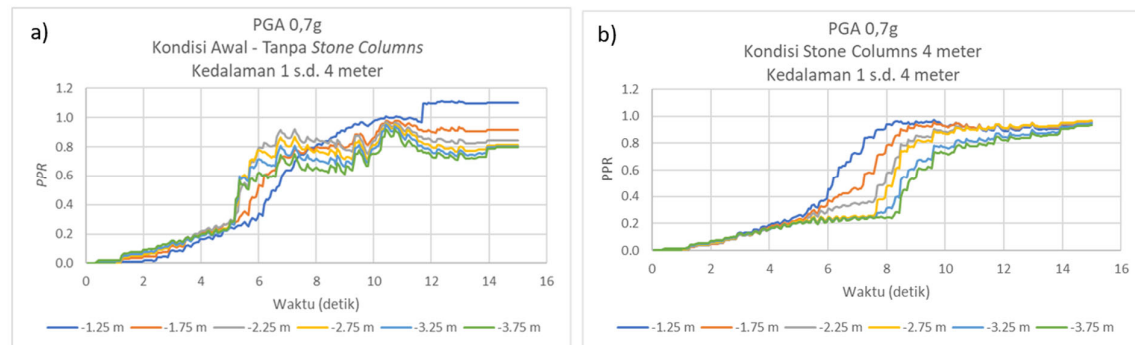 a)
PGA 0,7g
Kondisi Awal - Tanpa Stone Columns
Kedalaman 1 s.d. 4 meter
1.2
1.0
0.8
0.6
0.4
0.2
0.0
PPR
0 2 4 6 8 10 12 14 16
Waktu (detik)
-1.25 m -1.75 m -2.25 m -2.75 m -3.25 m -3.75 m
b)
PGA 0,7g
Kondisi Stone Columns 4 meter
Kedalaman 1 s.d. 4 meter
1.2
1.0
0.8
0.6
0.4
0.2
0.0
PPR
0 2 4 6 8 10 12 14 16
Waktu (detik)
-1.25 m -1.75 m -2.25 m -2.75 m -3.25 m -3.75 m